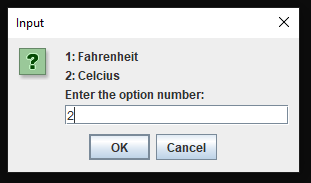 Input
1: Fahrenheit
2: Celcius
Enter the option number:
2
OK Cancel